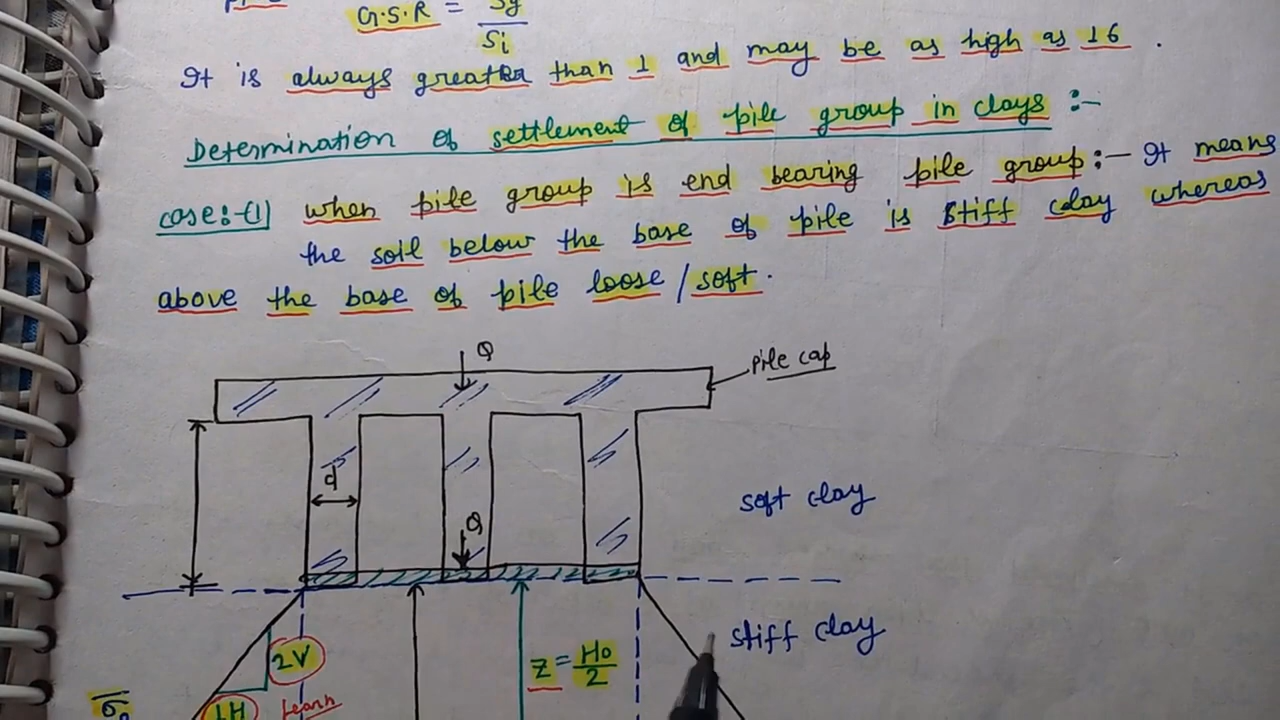 G.S.R = Sg / Si
It is always greater than 1 and may be as high as 16 .
Determination of settlement of pile group in clays :-
case:-(1) when pile group is end bearing pile group:- It means
the soil below the base of pile is stiff clay whereas
above the base of pile loose / soft.
Q
pile cap
d
soft clay
Q
stiff clay
2V
Z = Ho/2
1H
learn